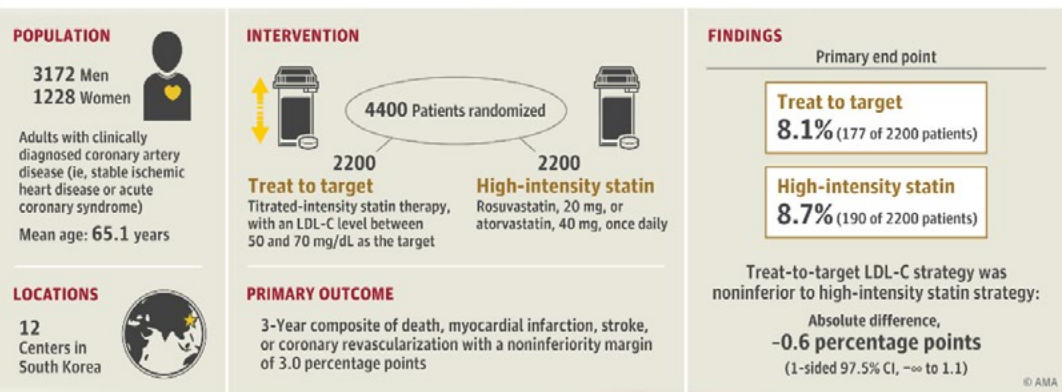 POPULATION
3172 Men
1228 Women
Adults with clinically
diagnosed coronary artery
disease (ie, stable ischemic
heart disease or acute
coronary syndrome)
Mean age: 65.1 years
LOCATIONS
12
Centers in
South Korea
INTERVENTION
4400 Patients randomized
2200
Treat to target
Titrated-intensity statin therapy,
with an LDL-C level between
50 and 70 mg/dL as the target
2200
High-intensity statin
Rosuvastatin, 20 mg, or
atorvastatin, 40 mg, once daily
PRIMARY OUTCOME
3-Year composite of death, myocardial infarction, stroke,
or coronary revascularization with a noninferiority margin
of 3.0 percentage points
FINDINGS
Primary end point
Treat to target
8.1% (177 of 2200 patients)
High-intensity statin
8.7% (190 of 2200 patients)
Treat-to-target LDL-C strategy was
noninferior to high-intensity statin strategy:
Absolute difference,
–0.6 percentage points
(1-sided 97.5% CI, –∞ to 1.1)
© AMA